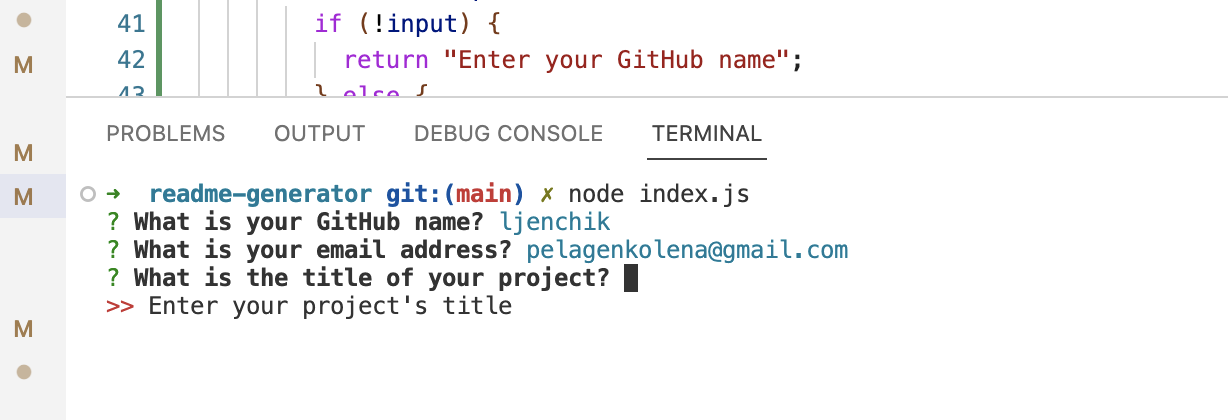 41 if (!input) {
42 return "Enter your GitHub name";
43 } else {
PROBLEMS OUTPUT DEBUG CONSOLE TERMINAL
➜ readme-generator git:(main) ✗ node index.js
? What is your GitHub name? ljenchik
? What is your email address? pelagenkolena@gmail.com
? What is the title of your project?
>> Enter your project's title
M
M
M
M